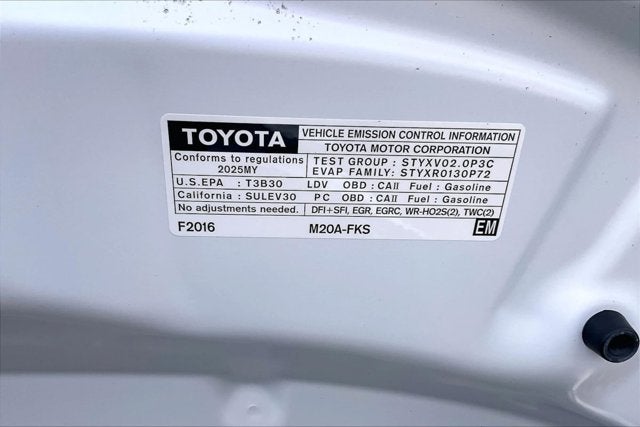 TOYOTA
VEHICLE EMISSION CONTROL INFORMATION
TOYOTA MOTOR CORPORATION
Conforms to regulations
2025MY
TEST GROUP : STYXV02.0P3C
EVAP FAMILY: STYXR0130P72
U.S.EPA : T3B30 LDV OBD : CAII Fuel : Gasoline
California : SULEV30 PC OBD : CAII Fuel : Gasoline
No adjustments needed. DFI+SFI, EGR, EGRC, WR-HO2S(2), TWC(2)
F2016 M20A-FKS EM